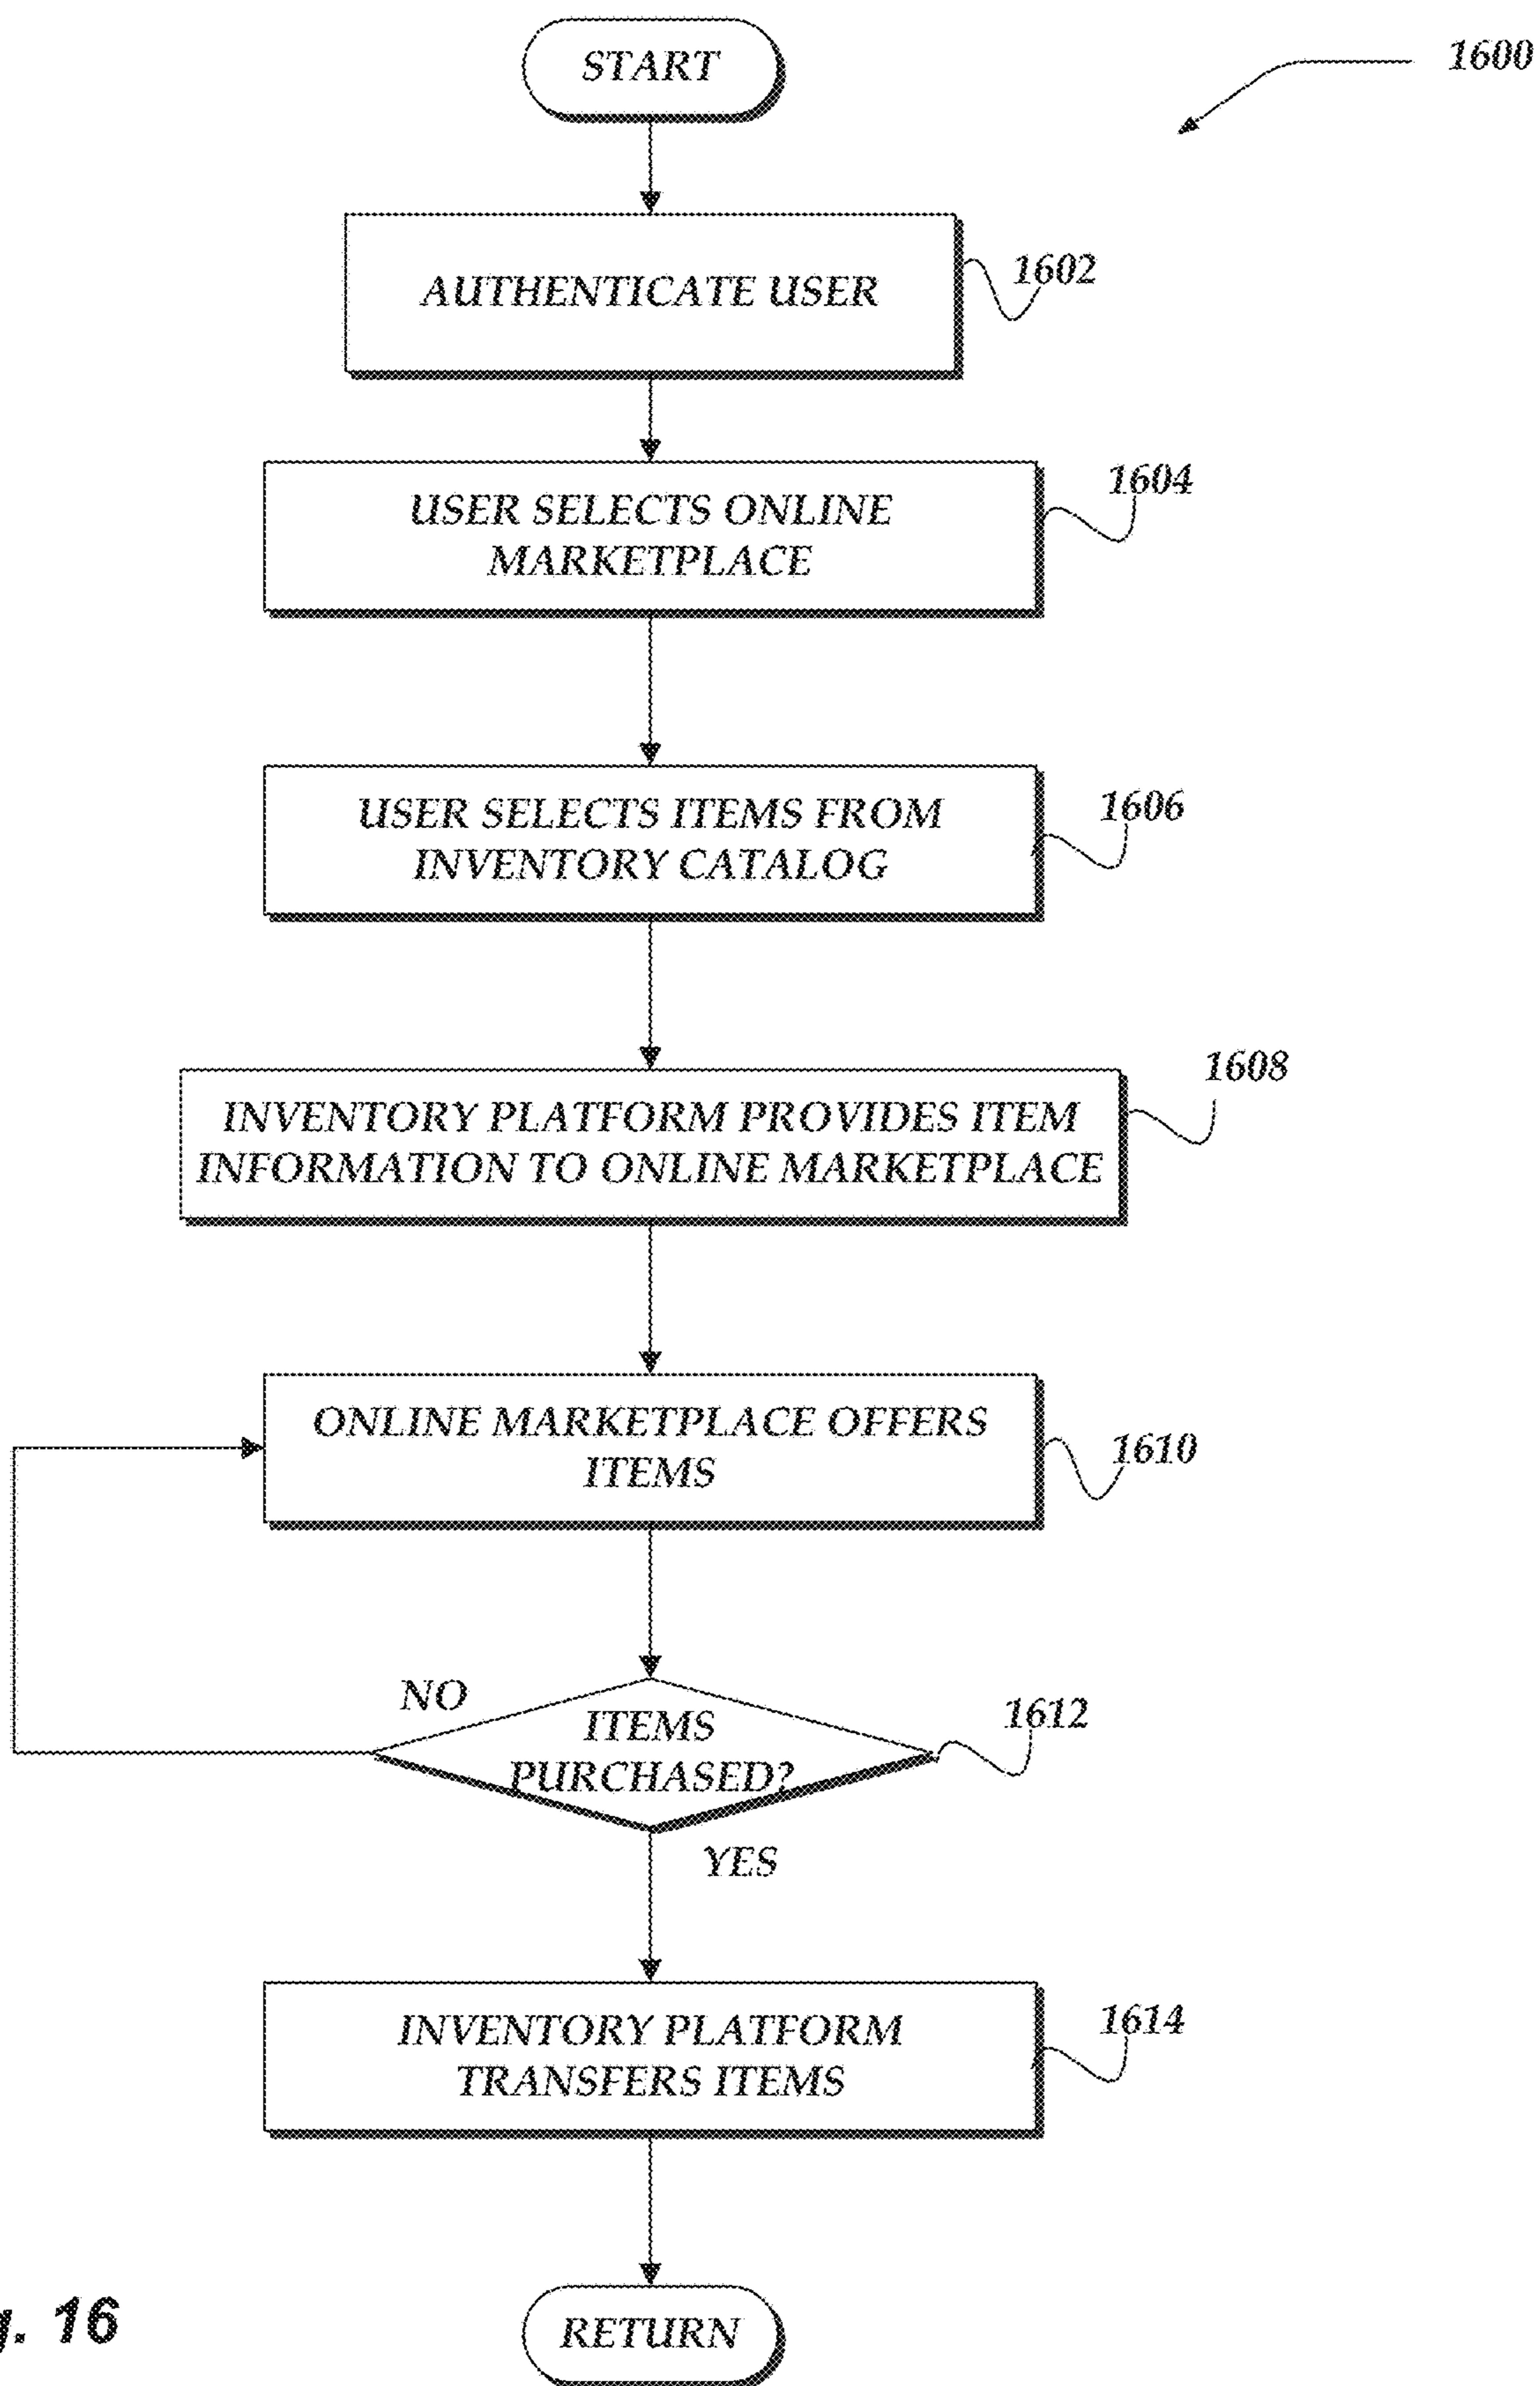 START
1600
AUTHENTICATE USER
1602
USER SELECTS ONLINE
MARKETPLACE
1604
USER SELECTS ITEMS FROM
INVENTORY CATALOG
1606
INVENTORY PLATFORM PROVIDES ITEM
INFORMATION TO ONLINE MARKETPLACE
1608
ONLINE MARKETPLACE OFFERS
ITEMS
1610
NO
ITEMS
PURCHASED?
1612
YES
INVENTORY PLATFORM
TRANSFERS ITEMS
1614
RETURN
g. 16